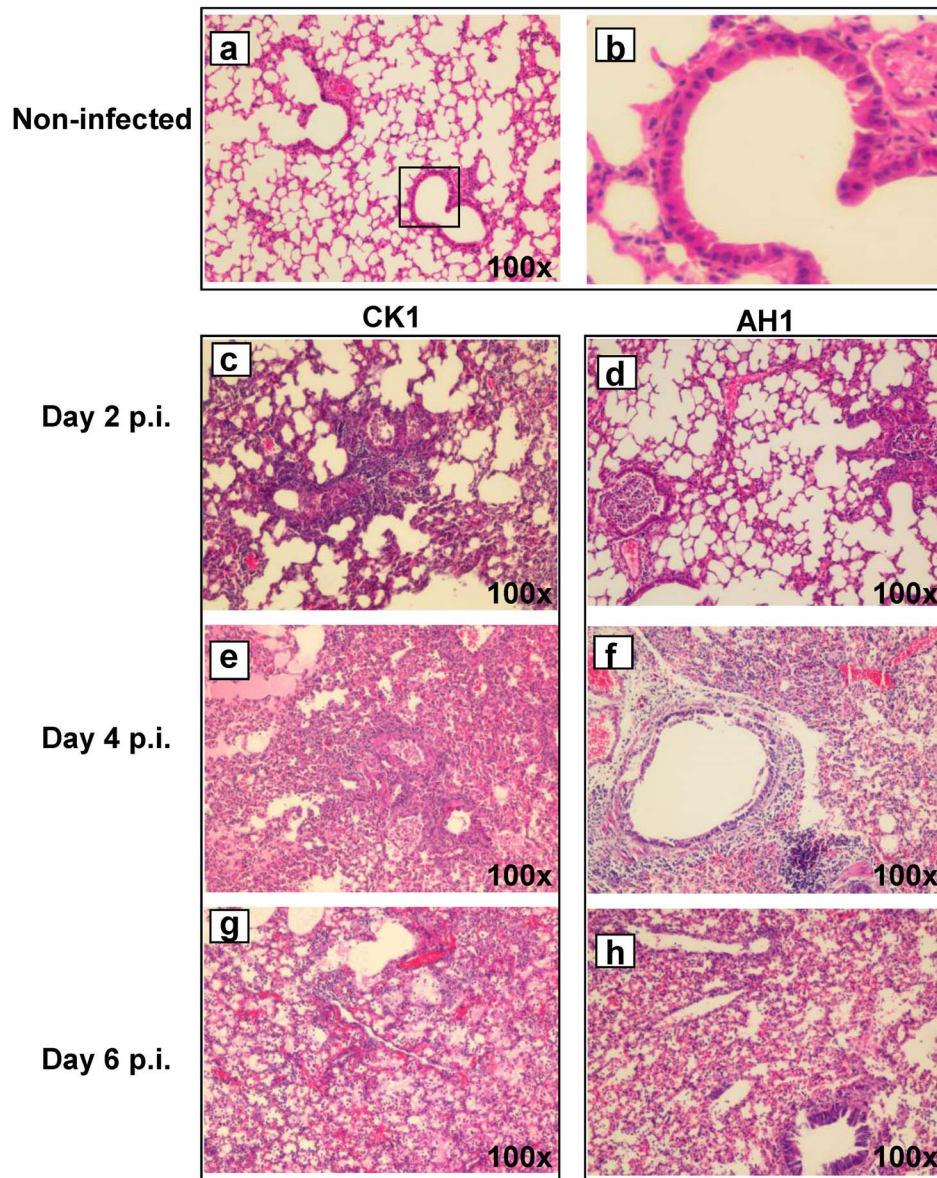 a
b
Non-infected
100x
CK1
AH1
c
d
Day 2 p.i.
100x
100x
e
f
Day 4 p.i.
100x
100x
g
h
Day 6 p.i.
100x
100x